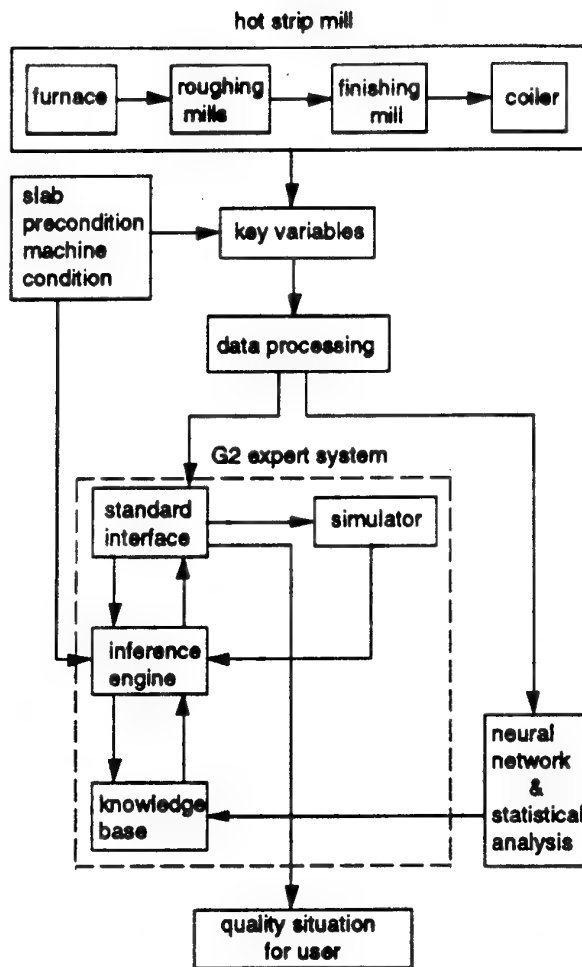 hot strip mill
furnace
roughing
mills
finishing
mill
coiler
slab
precondition
machine
condition
key variables
data processing
G2 expert system
standard
interface
simulator
inference
engine
knowledge
base
neural
network
&
statistical
analysis
quality situation
for user